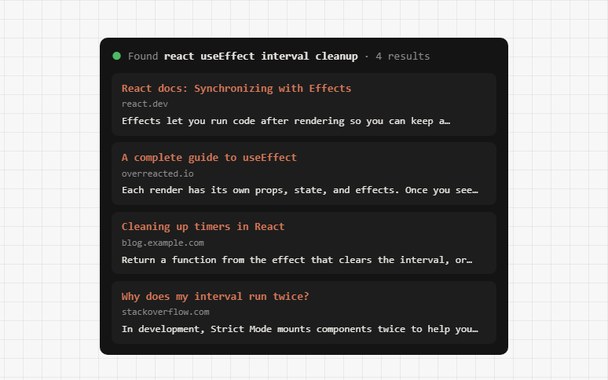 Found react useEffect interval cleanup · 4 results
React docs: Synchronizing with Effects
react.dev
Effects let you run code after rendering so you can keep a…
A complete guide to useEffect
overreacted.io
Each render has its own props, state, and effects. Once you see…
Cleaning up timers in React
blog.example.com
Return a function from the effect that clears the interval, or…
Why does my interval run twice?
stackoverflow.com
In development, Strict Mode mounts components twice to help you…